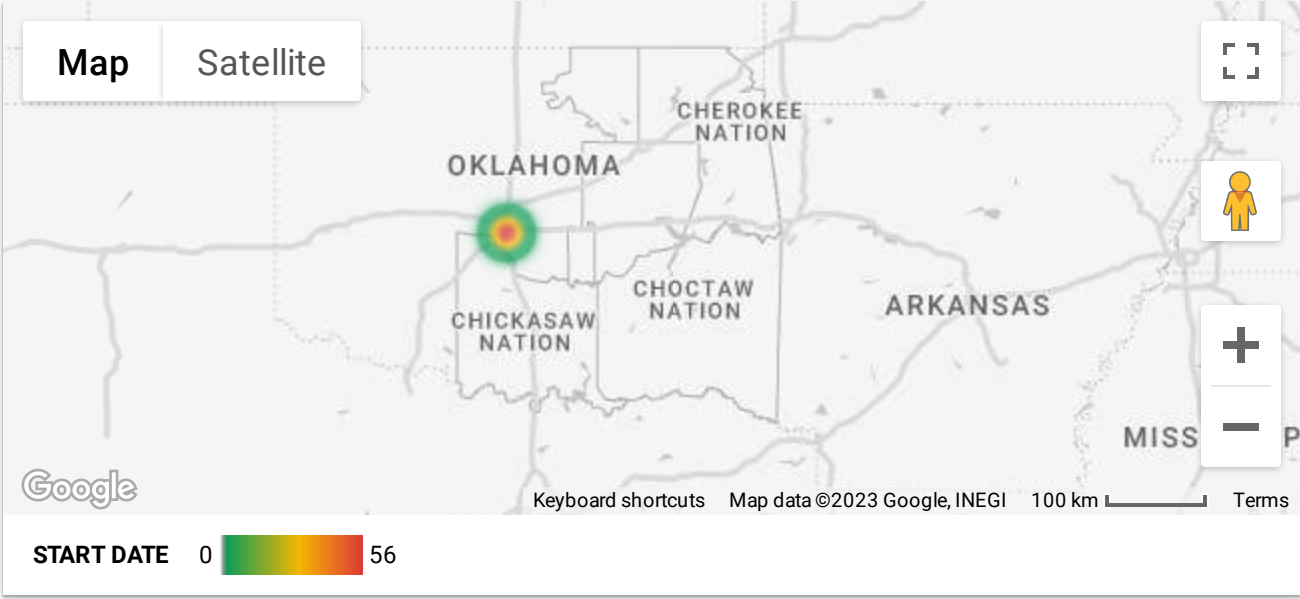 Map
Satellite
CHEROKEE
NATION
OKLAHOMA
CHOCTAW
NATION
ARKANSAS
CHICKASAW
NATION
MISS
P
Google
Keyboard shortcuts
Map data ©2023 Google, INEGI
100 km
Terms
START DATE
0
56